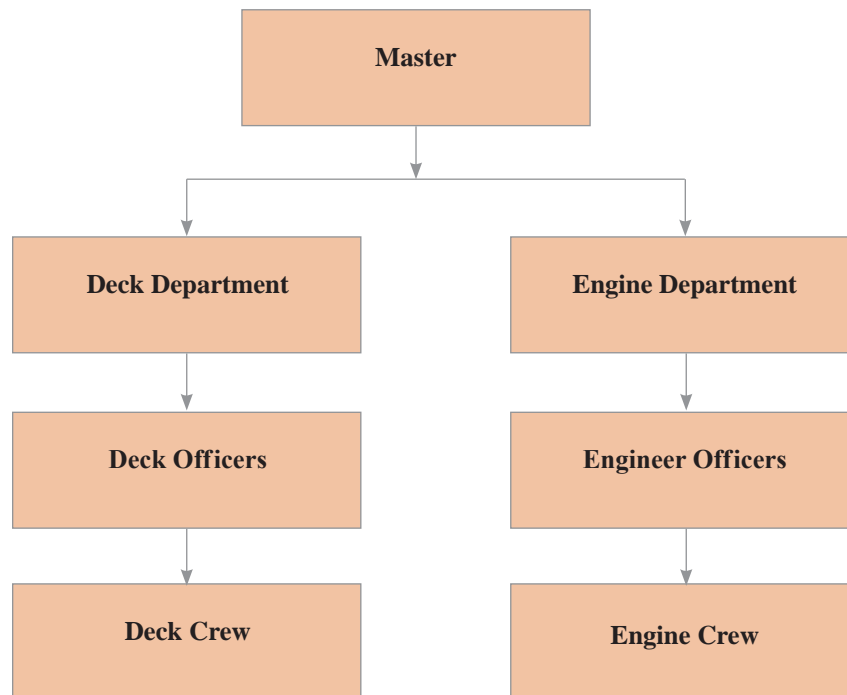 Master
Deck Department
Engine Department
Deck Officers
Engineer Officers
Deck Crew
Engine Crew